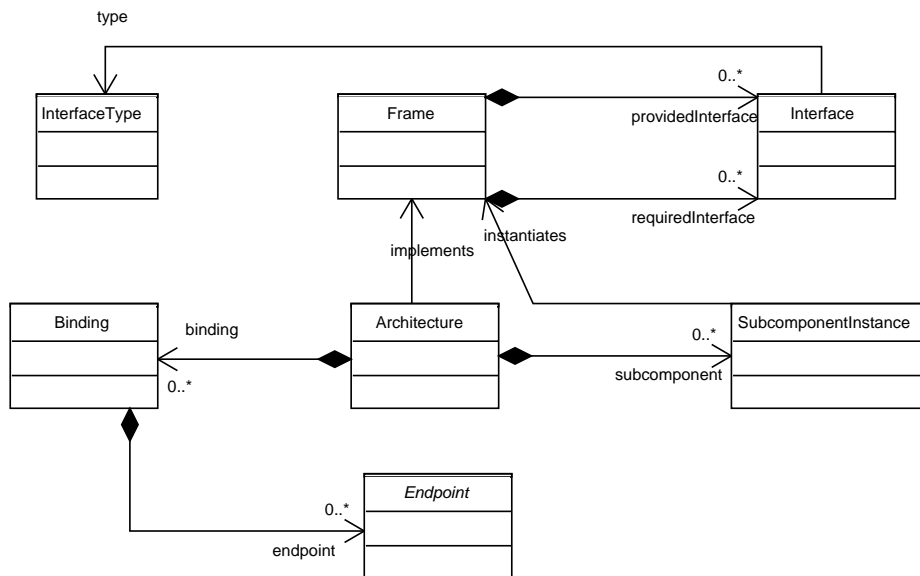 type
0..*
InterfaceType
Frame
Interface
providedInterface
0..*
requiredInterface
implements
instantiates
Binding
binding
Architecture
0..*
SubcomponentInstance
0..*
subcomponent
Endpoint
0..*
endpoint